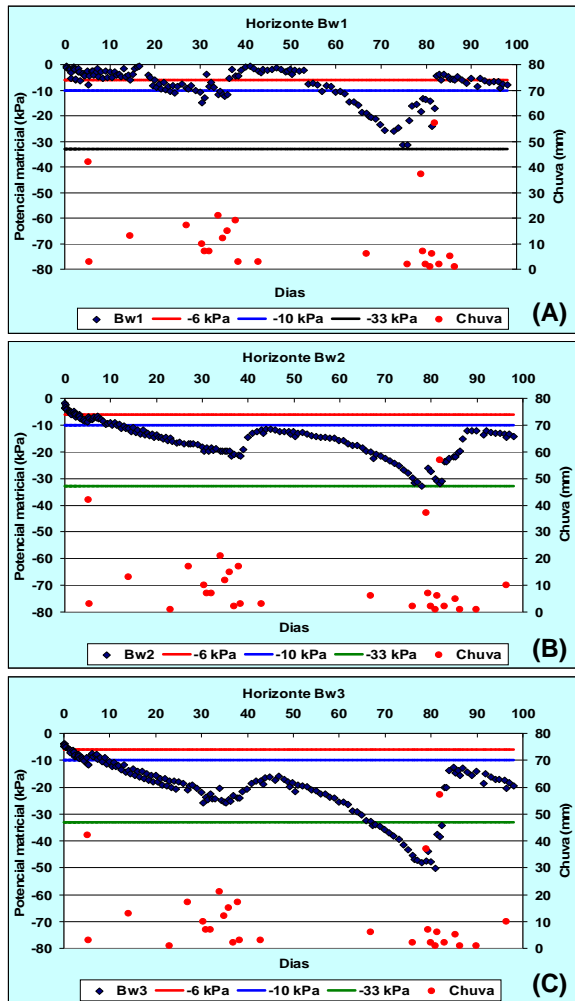 Horizonte Bw1
0 10 20 30 40 50 60 70 80 90 100
0 80
-10 70
-20 60
-30 50
-40 40
-50 30
-60 20
-70 10
-80 0
Potencial matricial (kPa)
Chuva (mm)
Dias
Bw1 -6 kPa -10 kPa -33 kPa Chuva
(A)
Horizonte Bw2
0 10 20 30 40 50 60 70 80 90 100
0 80
-10 70
-20 60
-30 50
-40 40
-50 30
-60 20
-70 10
-80 0
Potencial matricial (kPa)
Chuva (mm)
Dias
Bw2 -6 kPa -10 kPa -33 kPa Chuva
(B)
Horizonte Bw3
0 10 20 30 40 50 60 70 80 90 100
0 80
-10 70
-20 60
-30 50
-40 40
-50 30
-60 20
-70 10
-80 0
Potencial matricial (kPa)
Chuva (mm)
Dias
Bw3 -6 kPa -10 kPa -33 kPa Chuva
(C)